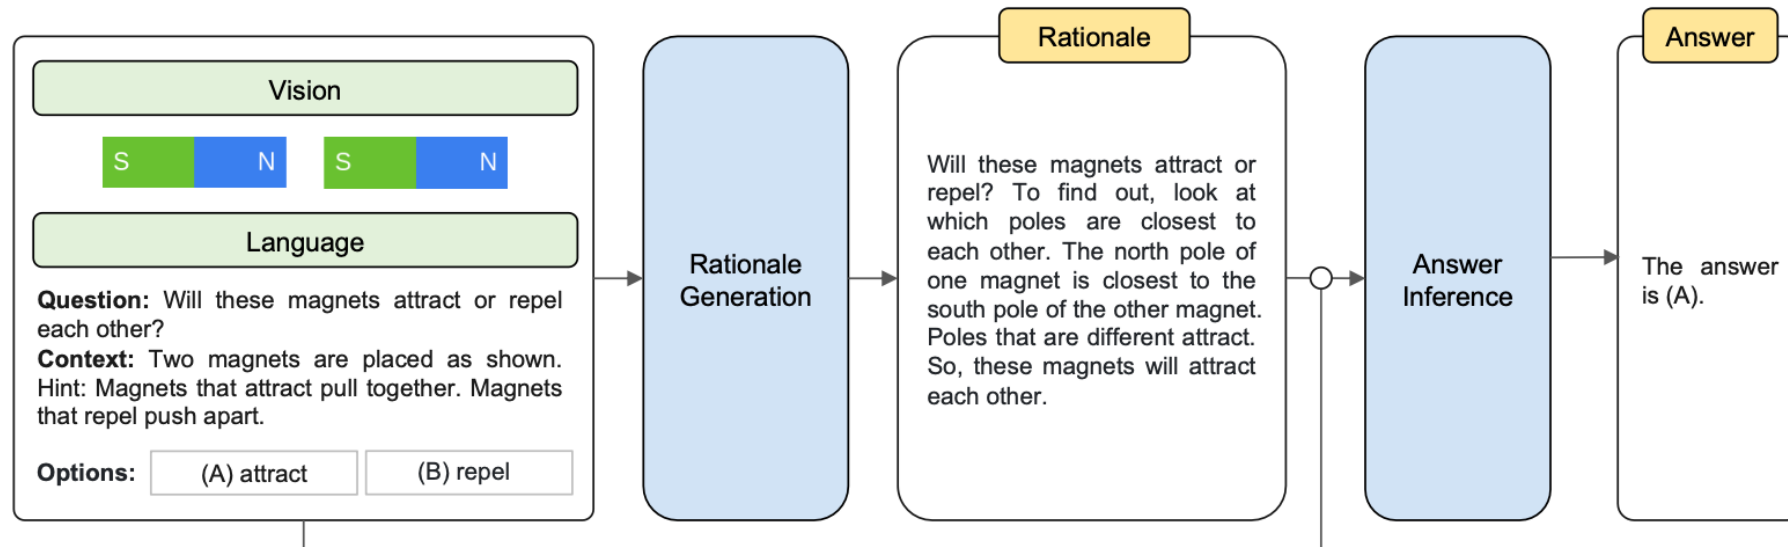 Vision
S N S N
Language
Question: Will these magnets attract or repel
each other?
Context: Two magnets are placed as shown.
Hint: Magnets that attract pull together. Magnets
that repel push apart.
Options: (A) attract (B) repel
Rationale
Generation
Rationale
Will these magnets attract or
repel? To find out, look at
which poles are closest to
each other. The north pole of
one magnet is closest to the
south pole of the other magnet.
Poles that are different attract.
So, these magnets will attract
each other.
Answer
Inference
Answer
The answer
is (A).